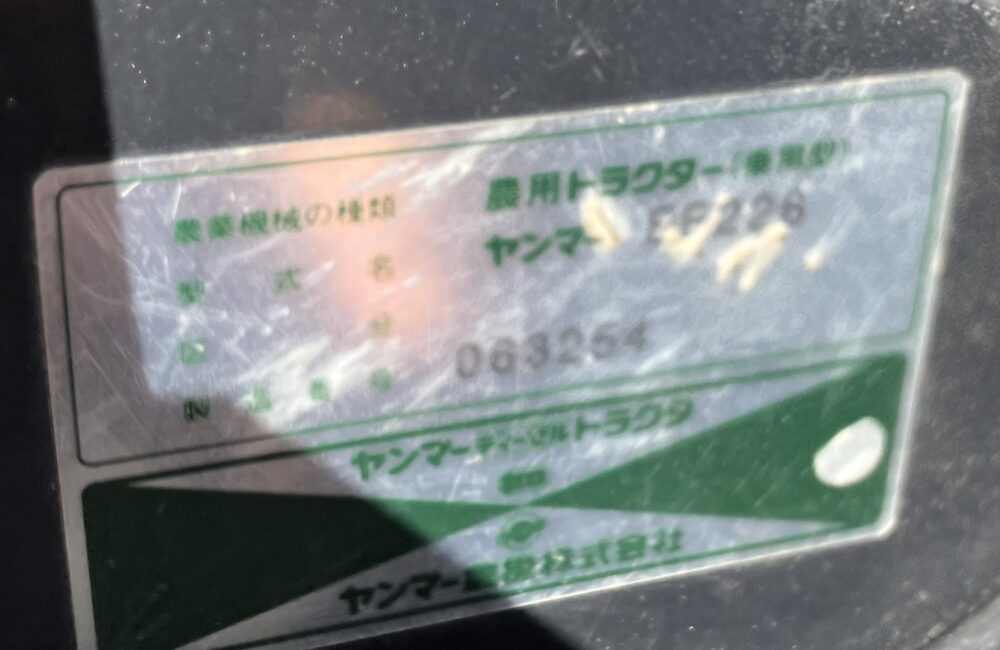 農業機械の種類 農用トラクター(乗用型)
型式名 ヤンマー EF226
区分
製造番号 063254
ヤンマーディーゼルトラクタ
ヤンマー農機株式会社